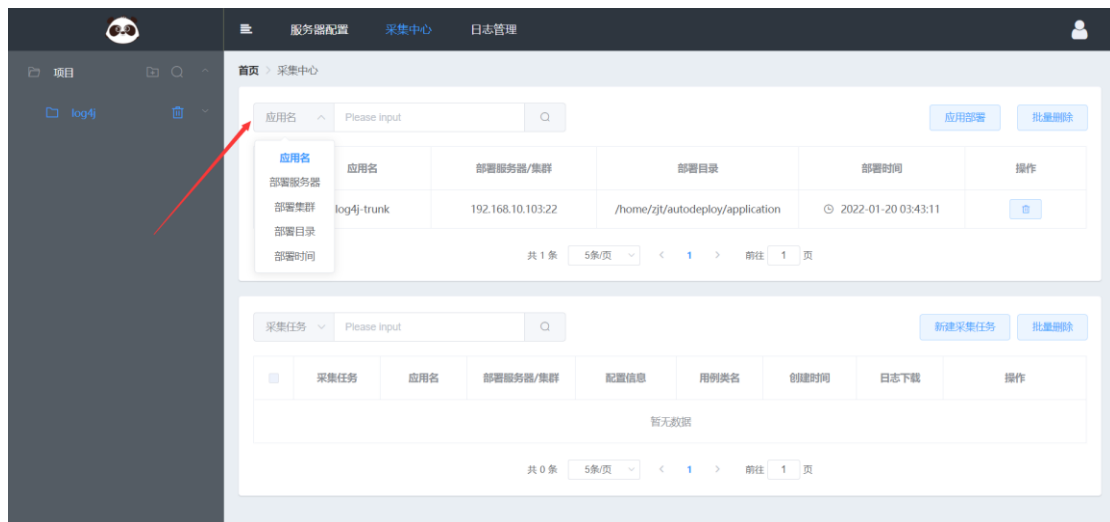 服务器配置 采集中心 日志管理
项目
首页 > 采集中心
log4j
应用名 Please input 应用部署 批量删除
应用名
部署服务器
部署集群
部署目录
部署时间
应用名 部署服务器/集群 部署目录 部署时间 操作
log4j-trunk 192.168.10.103:22 /home/zjt/autodeploy/application 2022-01-20 03:43:11
共 1 条 5条/页 < 1 > 前往 1 页
采集任务 Please input 新建采集任务 批量删除
采集任务 应用名 部署服务器/集群 配置信息 用例类名 创建时间 日志下载 操作
暂无数据
共 0 条 5条/页 < 1 > 前往 1 页